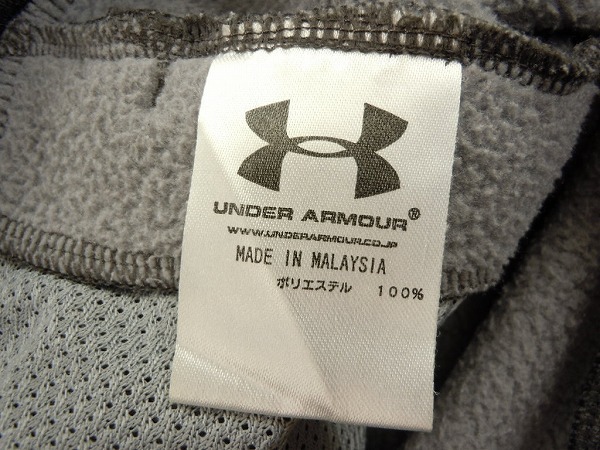 UNDER ARMOUR®
WWW.UNDERARMOUR.CO.JP
MADE IN MALAYSIA
ポリエステル 100%